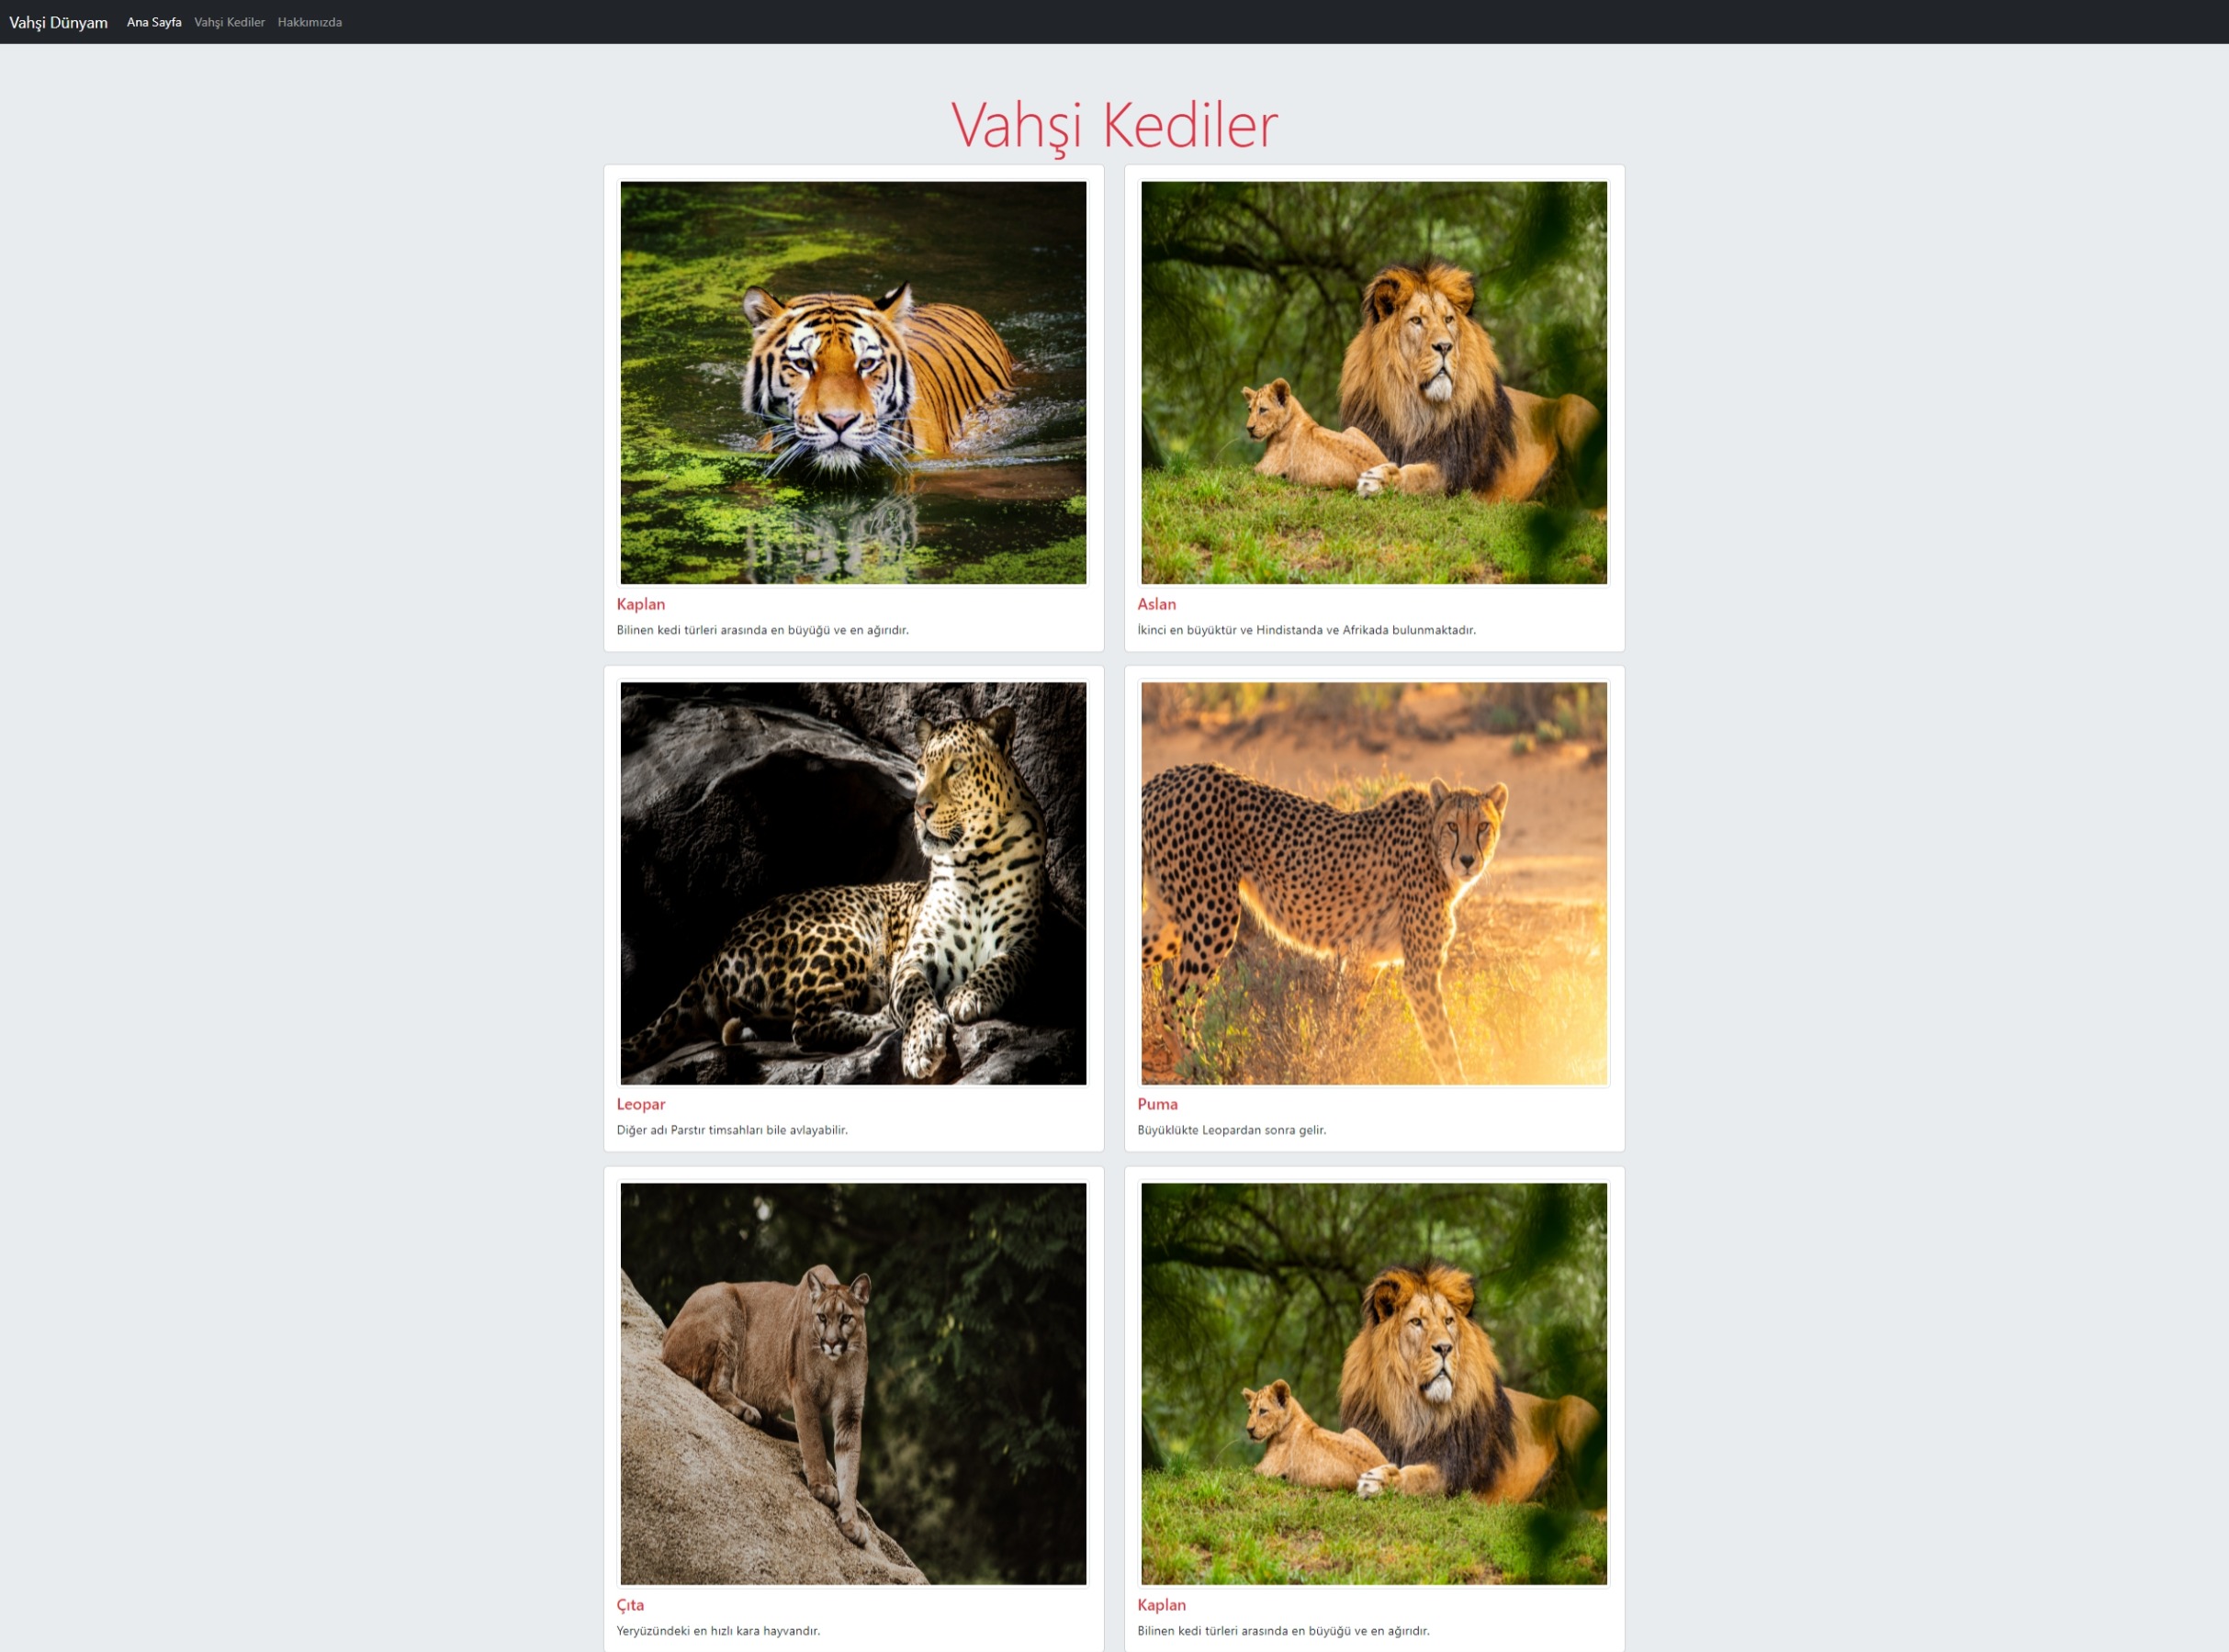 Vahşi Dünyam Ana Sayfa Vahşi Kediler Hakkımızda
Vahşi Kediler
Kaplan
Bilinen kedi türleri arasında en büyüğü ve en ağırıdır.
Aslan
İkinci en büyüktür ve Hindistanda ve Afrikada bulunmaktadır.
Leopar
Diğer adı Parstır timsahları bile avlayabilir.
Puma
Büyüklükte Leopardan sonra gelir.
Çıta
Yeryüzündeki en hızlı kara hayvandır.
Kaplan
Bilinen kedi türleri arasında en büyüğü ve en ağırıdır.